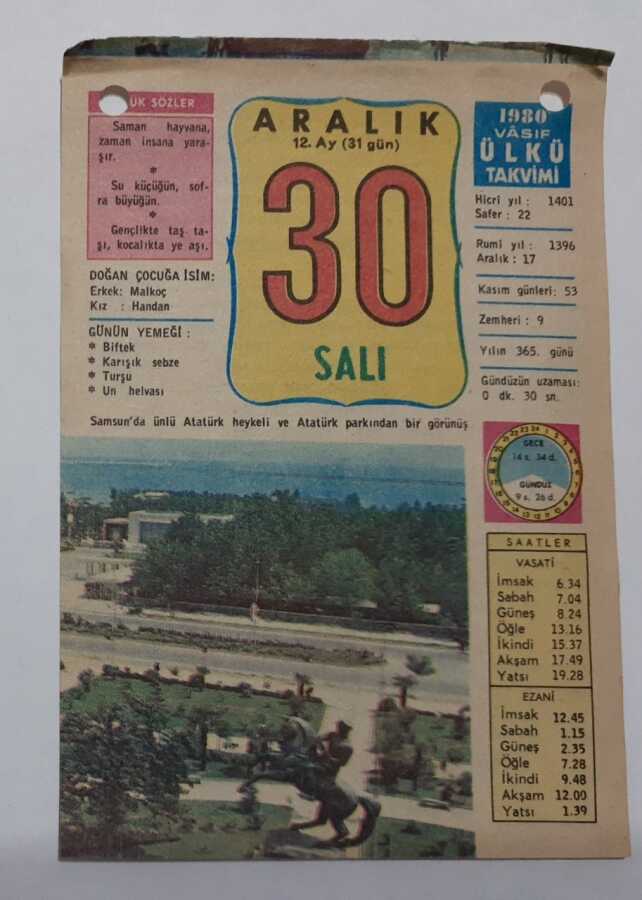 ÜK SÖZLER
Saman hayvana,
zaman insana yara-
şır.
*
Su küçüğün, sof-
ra büyüğün.
*
Gençlikte taş ta-
şı, kocalıkta ye aşı.
DOĞAN ÇOCUĞA İSİM:
Erkek: Malkoç
Kız : Handan
GÜNÜN YEMEĞİ :
* Biftek
* Karışık sebze
* Turşu
* Un helvası
ARALIK
12. Ay (31 gün)
30
SALI
1980
VÂSIF
ÜLKÜ
TAKVİMİ
Hicrî yıl : 1401
Safer : 22
Rumi yıl : 1396
Aralık : 17
Kasım günleri: 53
Zemheri : 9
Yılın 365. günü
Gündüzün uzaması:
0 dk. 30 sn.
Samsun'da ünlü Atatürk heykeli ve Atatürk parkından bir görünüş
GECE
14 s. 34 d.
GÜNDÜZ
9 s. 26 d.
SAATLER
VASATİ
İmsak 6.34
Sabah 7.04
Güneş 8.24
Öğle 13.16
İkindi 15.37
Akşam 17.49
Yatsı 19.28
EZANİ
İmsak 12.45
Sabah 1.15
Güneş 2.35
Öğle 7.28
İkindi 9.48
Akşam 12.00
Yatsı 1.39